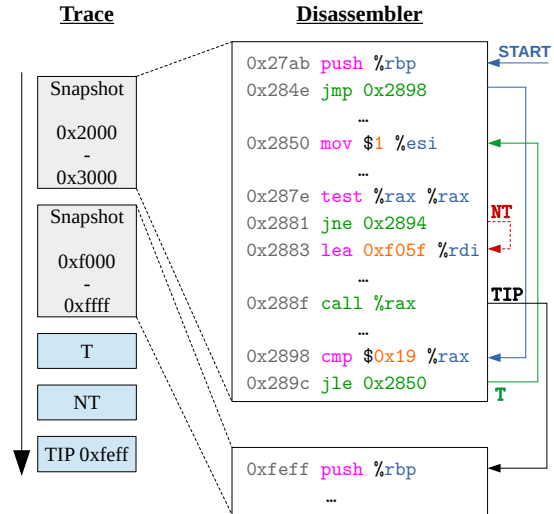 Trace
Snapshot
0x2000
-
0x3000
Snapshot
0xf000
-
0xffff
T
NT
TIP 0xfeff
Disassembler
0x27ab push %rbp
START
0x284e jmp 0x2898
…
0x2850 mov $1 %esi
…
0x287e test %rax %rax
NT
0x2881 jne 0x2894
0x2883 lea 0xf05f %rdi
…
TIP
0x288f call %rax
…
0x2898 cmp $0x19 %rax
0x289c jle 0x2850
T
0xfeff push %rbp
…